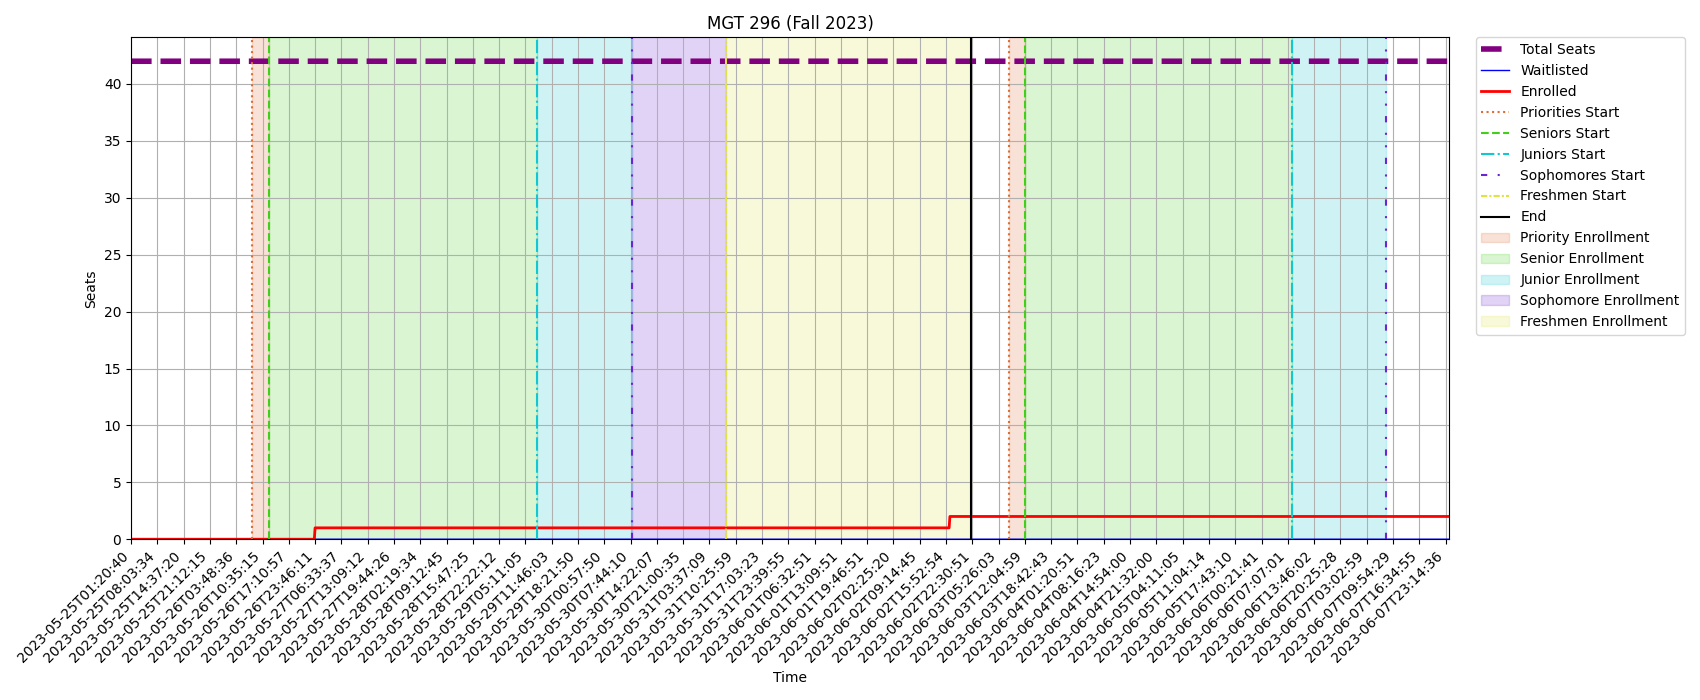 MGT 296 (Fall 2023)
Seats
40
35
30
25
20
15
10
5
0
2023-05-25T01:20:40
2023-05-25T08:03:34
2023-05-25T14:37:20
2023-05-25T21:12:15
2023-05-26T03:48:36
2023-05-26T10:35:15
2023-05-26T17:10:57
2023-05-26T23:46:11
2023-05-27T06:33:37
2023-05-27T13:09:12
2023-05-27T19:44:26
2023-05-28T02:19:34
2023-05-28T09:12:45
2023-05-28T15:47:25
2023-05-28T22:22:12
2023-05-29T05:11:05
2023-05-29T11:46:03
2023-05-29T18:21:50
2023-05-30T00:57:50
2023-05-30T07:44:10
2023-05-30T14:22:07
2023-05-30T21:00:35
2023-05-31T03:37:09
2023-05-31T10:25:59
2023-05-31T17:03:23
2023-05-31T23:39:55
2023-06-01T06:32:51
2023-06-01T13:09:51
2023-06-01T19:46:51
2023-06-02T02:25:20
2023-06-02T09:14:45
2023-06-02T15:52:54
2023-06-02T22:30:51
2023-06-03T05:26:03
2023-06-03T12:04:59
2023-06-03T18:42:43
2023-06-04T01:20:51
2023-06-04T08:16:23
2023-06-04T14:54:00
2023-06-04T21:32:00
2023-06-05T04:11:05
2023-06-05T11:04:14
2023-06-05T17:43:10
2023-06-06T00:21:41
2023-06-06T07:07:01
2023-06-06T13:46:02
2023-06-06T20:25:28
2023-06-07T03:02:59
2023-06-07T09:54:29
2023-06-07T16:34:55
2023-06-07T23:14:36
Time
Total Seats
Waitlisted
Enrolled
Priorities Start
Seniors Start
Juniors Start
Sophomores Start
Freshmen Start
End
Priority Enrollment
Senior Enrollment
Junior Enrollment
Sophomore Enrollment
Freshmen Enrollment